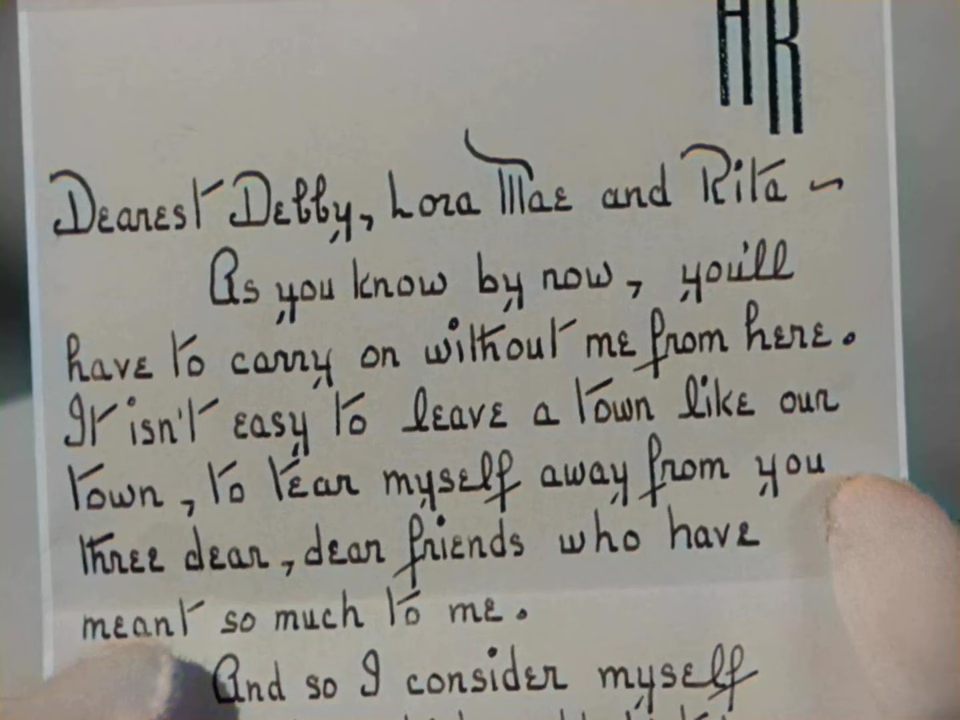 AR
Dearest Debby, Lora Mae and Rita ~
As you know by now, you'll
have to carry on without me from here.
It isn't easy to leave a town like our
town, to tear myself away from you
three dear, dear friends who have
meant so much to me.
And so I consider myself